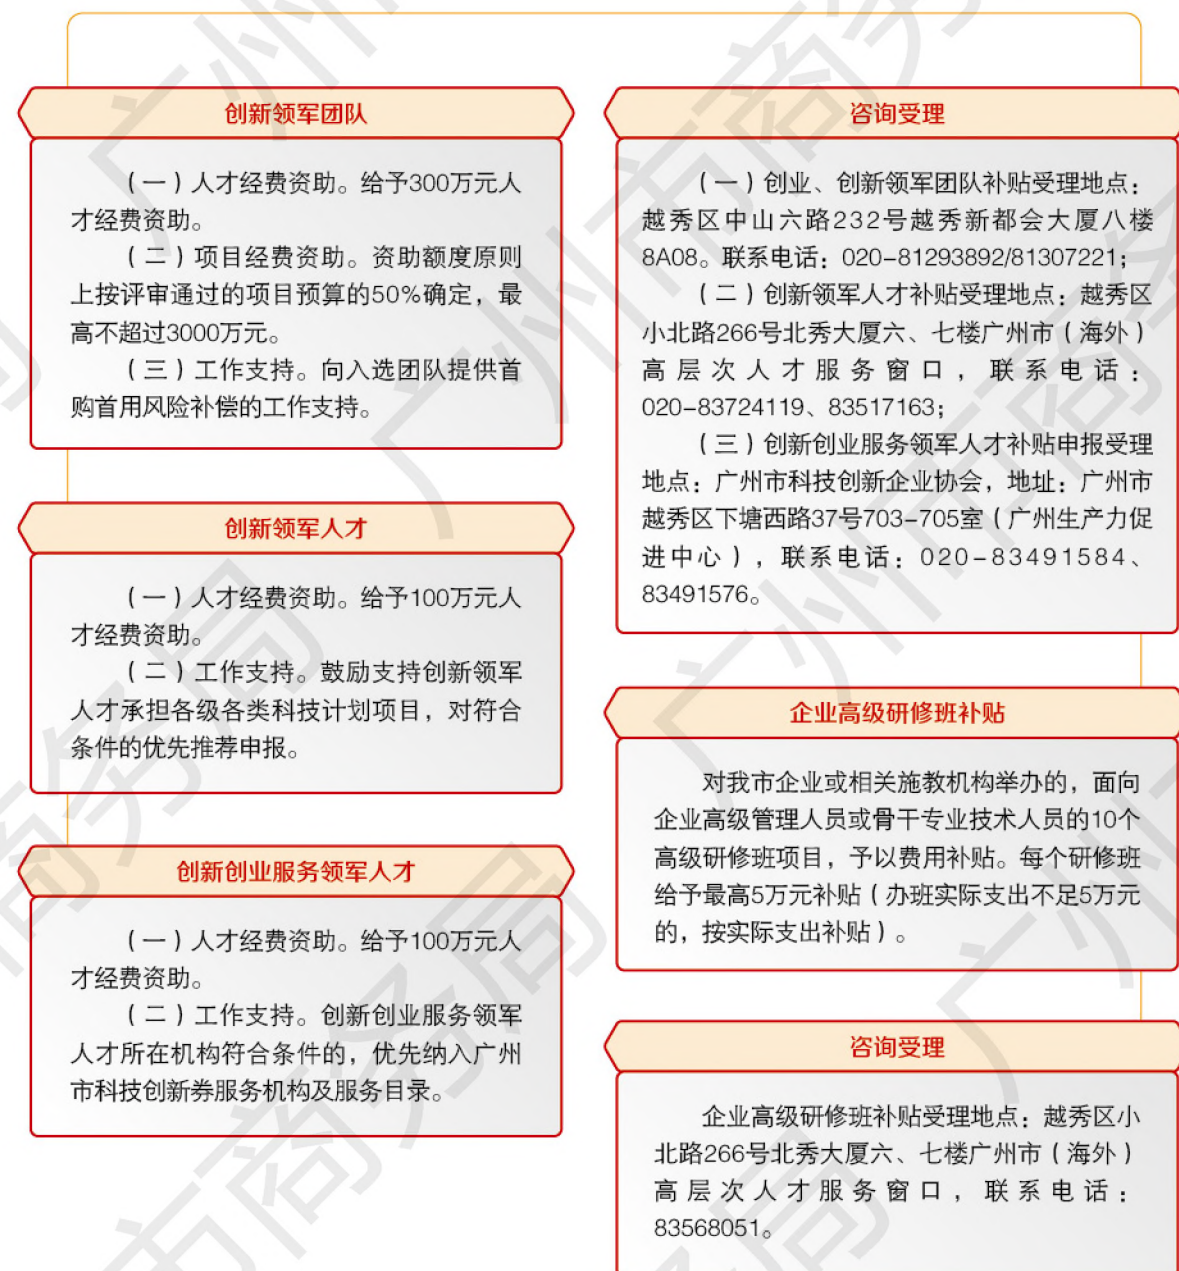 创新领军团队
（一）人才经费资助。给予300万元人
才经费资助。
（二）项目经费资助。资助额度原则
上按评审通过的项目预算的50%确定，最
高不超过3000万元。
（三）工作支持。向入选团队提供首
购首用风险补偿的工作支持。
创新领军人才
（一）人才经费资助。给予100万元人
才经费资助。
（二）工作支持。鼓励支持创新领军
人才承担各级各类科技计划项目，对符合
条件的优先推荐申报。
创新创业服务领军人才
（一）人才经费资助。给予100万元人
才经费资助。
（二）工作支持。创新创业服务领军
人才所在机构符合条件的，优先纳入广州
市科技创新券服务机构及服务目录。
咨询受理
（一）创业、创新领军团队补贴受理地点：
越秀区中山六路232号越秀新都会大厦八楼
8A08。联系电话：020-81293892/81307221；
（二）创新领军人才补贴受理地点：越秀区
小北路266号北秀大厦六、七楼广州市（海外）
高层次人才服务窗口，联系电话：
020-83724119、83517163；
（三）创新创业服务领军人才补贴申报受理
地点：广州市科技创新企业协会，地址：广州市
越秀区下塘西路37号703-705室（广州生产力促
进中心），联系电话：020-83491584、
83491576。
企业高级研修班补贴
对我市企业或相关施教机构举办的，面向
企业高级管理人员或骨干专业技术人员的10个
高级研修班项目，予以费用补贴。每个研修班
给予最高5万元补贴（办班实际支出不足5万元
的，按实际支出补贴）。
咨询受理
企业高级研修班补贴受理地点：越秀区小
北路266号北秀大厦六、七楼广州市（海外）
高层次人才服务窗口，联系电话：
83568051。
广州市商务局